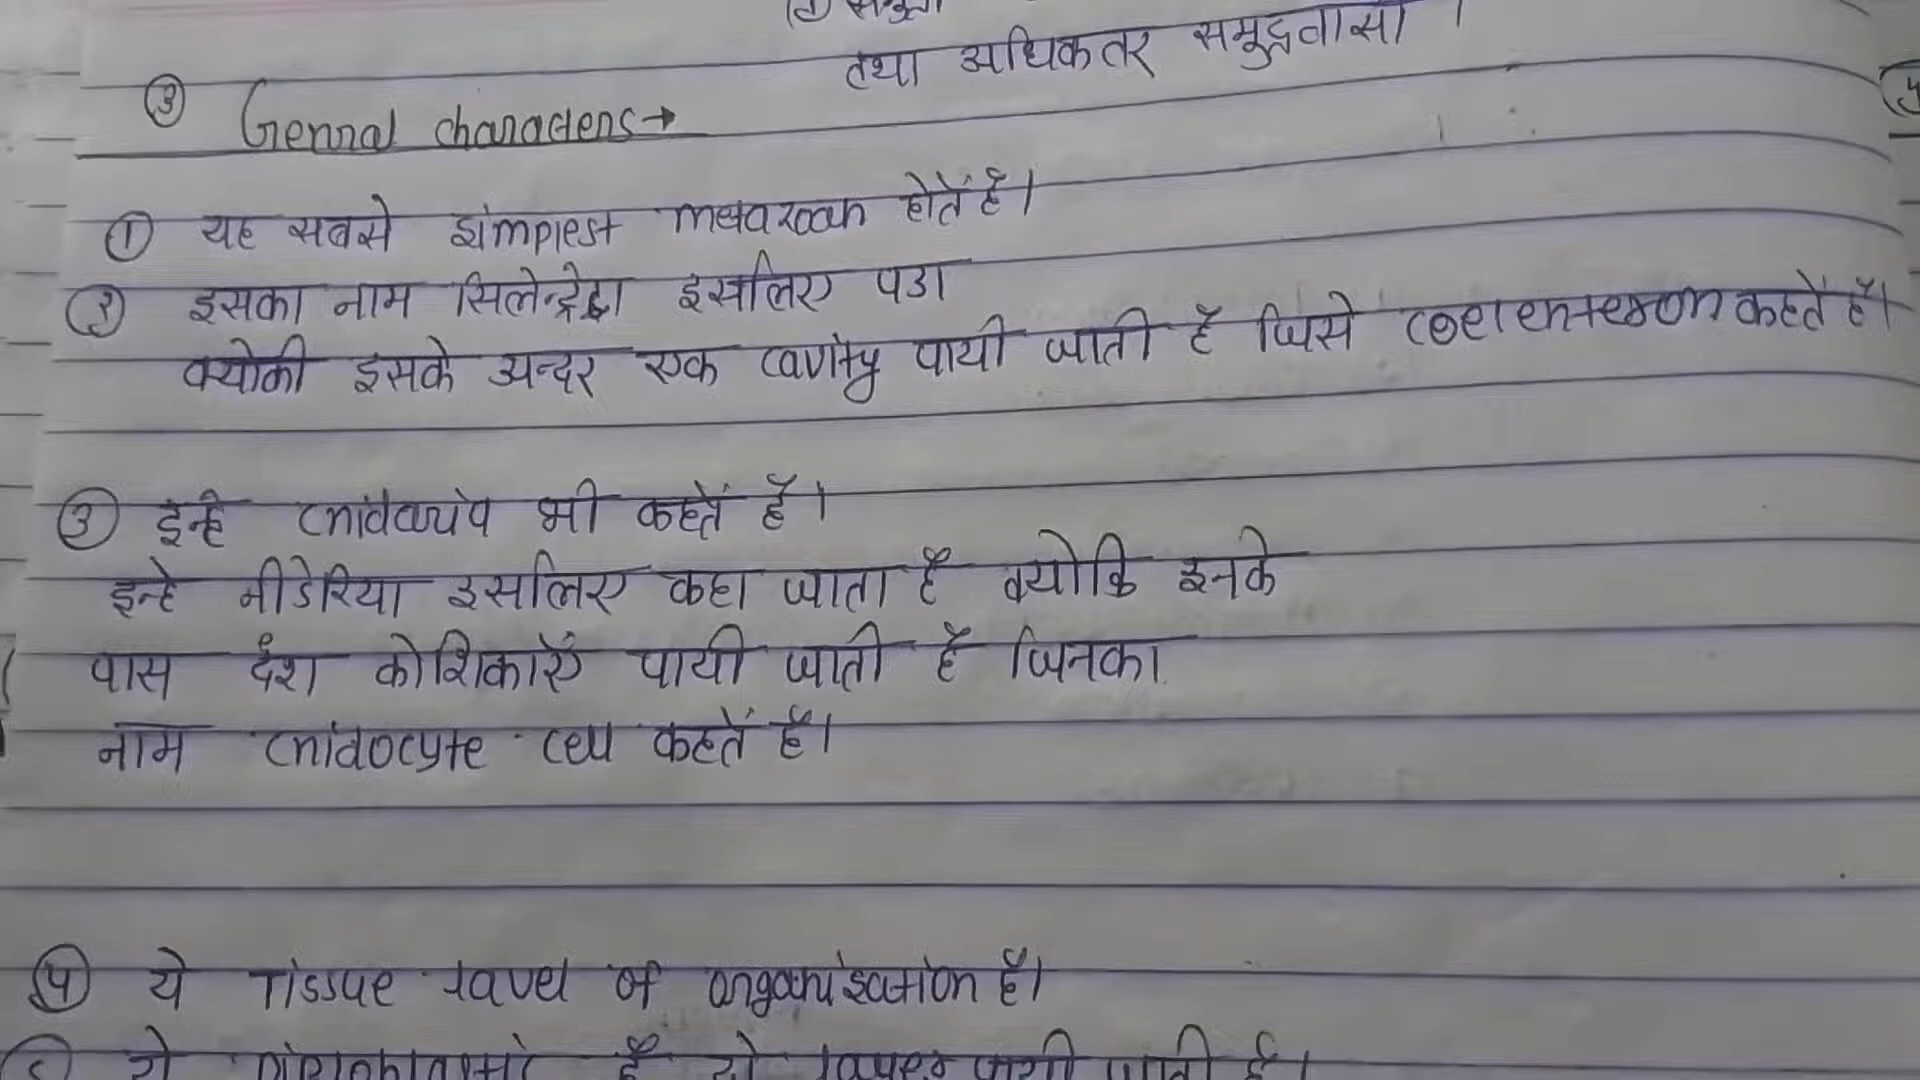 तथा अधिकतर समुद्रवासी ।
③ Genral characters→
① यह सबसे simplest metazoan होतें है।
② इसका नाम इसलिए पडा
क्योकी इसके अन्दर एक cavity पायी जाती है जिसे coelenteron कहतें है।
③ इन्हे cnidaria भी कहतें है।
इन्हे नीडेरिया इसलिए कहा जाता है क्योकि इनके
पास दंश कोशिकाऐं पायी जाती है जिनका
नाम cnidocyte cell कहतें है।
④ ये Tissue lavel of organisation है।
ये है दो layer जाती है।